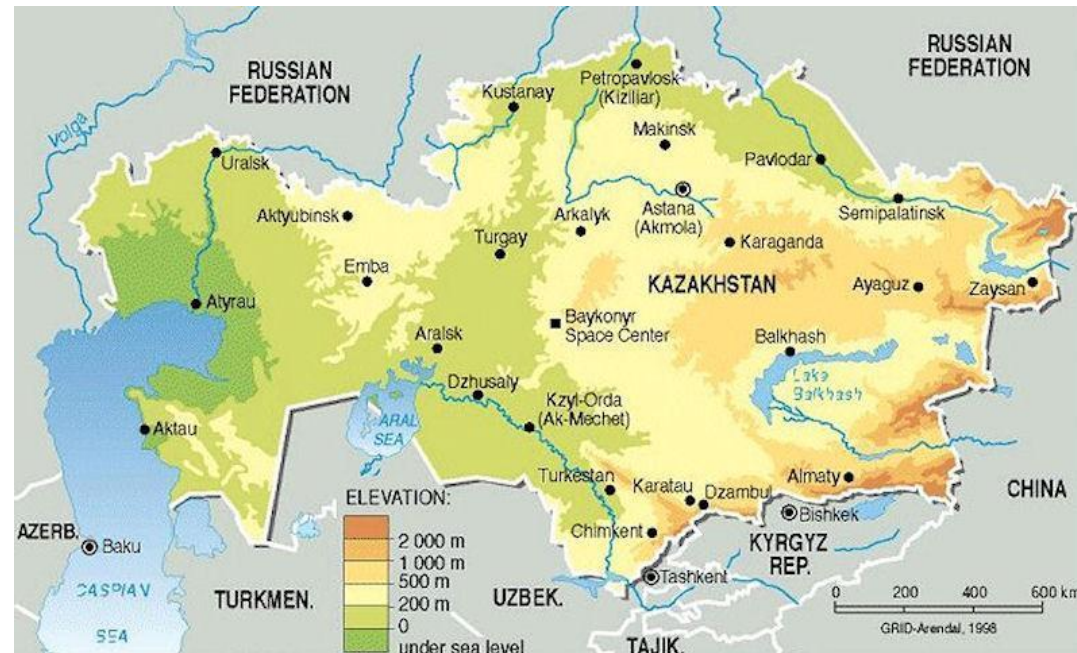 RUSSIAN
FEDERATION
RUSSIAN
FEDERATION
Volga
Petropavlosk
(Kiziliar)
Kustanay
Makinsk
Uralsk
Pavlodar
Aktyubinsk
Arkalyk
Astana
(Akmola)
Semipalatinsk
Turgay
Karaganda
Emba
KAZAKHSTAN
Ayaguz
Zaysan
Atyrau
Baykonyr
Space Center
Aralsk
Balkhash
Lake
Balkhash
Dzhusaly
Kzyl-Orda
(Ak-Mechet)
ARAL
SEA
Aktau
Turkestan
Karatau
Dzambul
Almaty
CHINA
ELEVATION:
2 000 m
1 000 m
500 m
200 m
0
under sea level
Chimkent
Bishkek
AZERB.
Baku
KYRGYZ
REP.
CASPIAN
SEA
TURKMEN.
UZBEK.
Tashkent
TAJIK.
0 200 400 600 km
GRID-Arendal, 1998